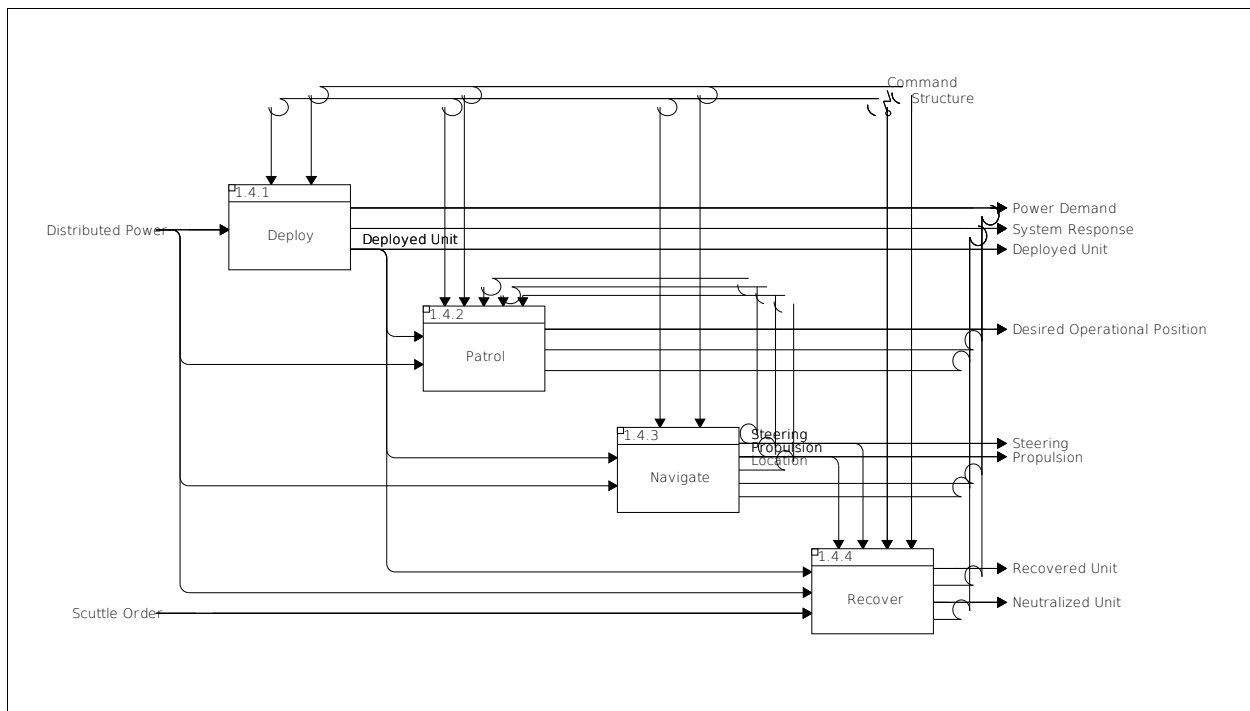 Command
Structure
1.4.1
Deploy
Distributed Power
Deployed Unit
Power Demand
System Response
Deployed Unit
1.4.2
Patrol
Desired Operational Position
1.4.3
Navigate
Steering
Propulsion
Location
Steering
Propulsion
1.4.4
Recover
Recovered Unit
Neutralized Unit
Scuttle Order